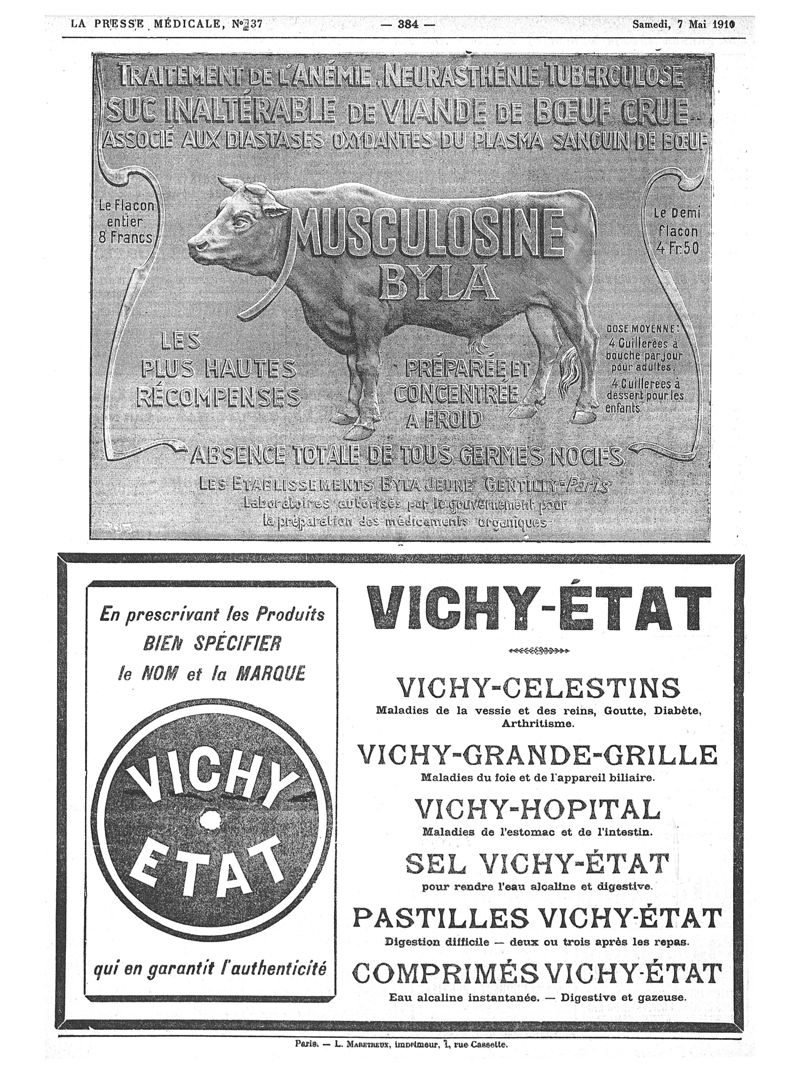 LA PRESSE MÉDICALE, N° 37
— 384 —
Samedi, 7 Mai 1910
TRAITEMENT DE L'ANÉMIE, NEURASTHÉNIE, TUBERCULOSE
SUC INALTÉRABLE DE VIANDE DE BŒUF CRUE
ASSOCIÉ AUX DIASTASES OXYDANTES DU PLASMA SANGUIN DE BŒUF
Le Flacon
entier
8 Francs
MUSCULOSINE
BYLA
Le Demi
flacon
4 Fr.50
LES
PLUS HAUTES
RÉCOMPENSES
PRÉPARÉE ET
CONCENTRÉE
A FROID
DOSE MOYENNE:
4 Cuillerées à
bouche par jour
pour adultes.
4 Cuillerées à
dessert pour les
enfants.
ABSENCE TOTALE DE TOUS GERMES NOCIFS
LES ETABLISSEMENTS BYLA JEUNE GENTILLY-Paris
Laboratoires autorisés par le gouvernement pour
la préparation des médicaments organiques
En prescrivant les Produits
BIEN SPÉCIFIER
le NOM et la MARQUE
VICHY
ETAT
qui en garantit l'authenticité
VICHY-ÉTAT
VICHY-CELESTINS
Maladies de la vessie et des reins, Goutte, Diabète,
Arthritisme.
VICHY-GRANDE-GRILLE
Maladies du foie et de l'appareil biliaire.
VICHY-HOPITAL
Maladies de l'estomac et de l'intestin.
SEL VICHY-ÉTAT
pour rendre l'eau alcaline et digestive.
PASTILLES VICHY-ÉTAT
Digestion difficile — deux ou trois après les repas.
COMPRIMÉS VICHY-ÉTAT
Eau alcaline instantanée. — Digestive et gazeuse.
Paris. — L. MARETHEUX, imprimeur, 1, rue Cassette.